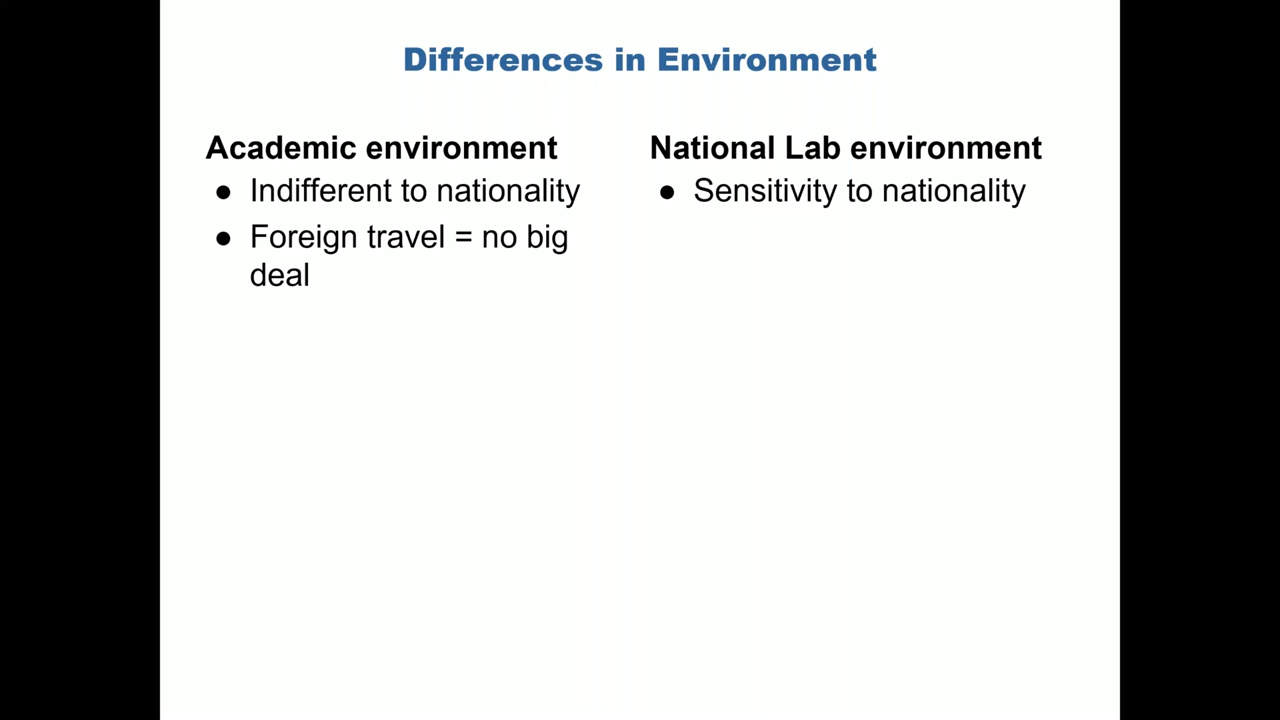 Differences in Environment
Academic environment
● Indifferent to nationality
● Foreign travel = no big
deal
National Lab environment
● Sensitivity to nationality